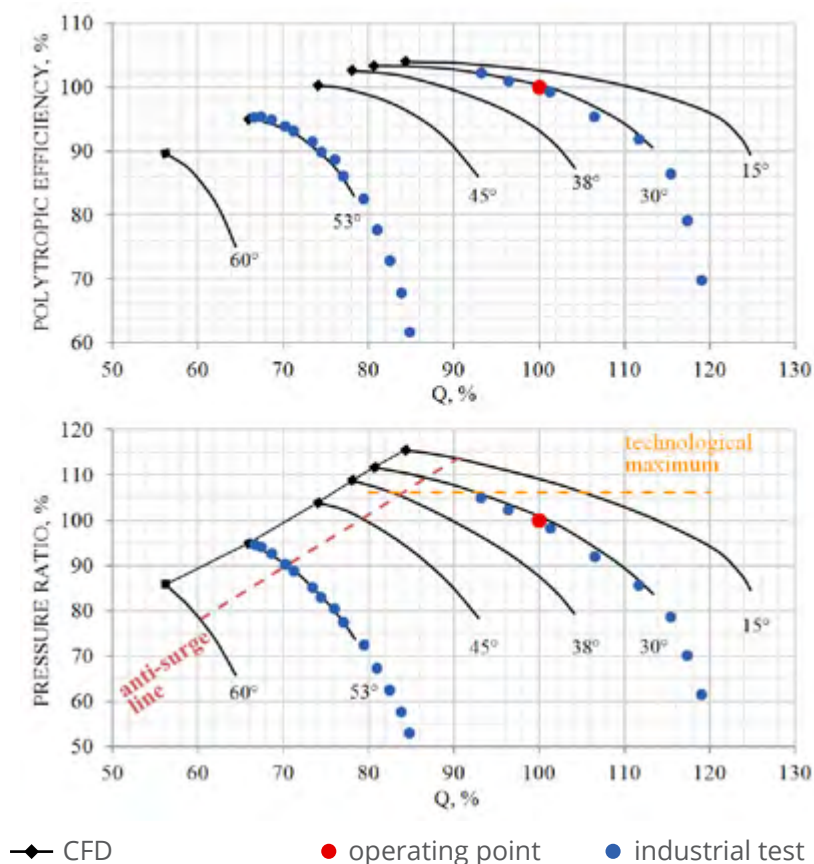 POLYTROPIC EFFICIENCY, %
110
100
90
80
70
60
60°
53°
45°
38°
30°
15°
50 60 70 80 90 100 110 120 130
Q, %
PRESSURE RATIO, %
120
110
100
90
80
70
60
50
technological
maximum
anti-surge
line
60°
53°
45°
38°
30°
15°
50 60 70 80 90 100 110 120 130
Q, %
CFD
operating point
industrial test